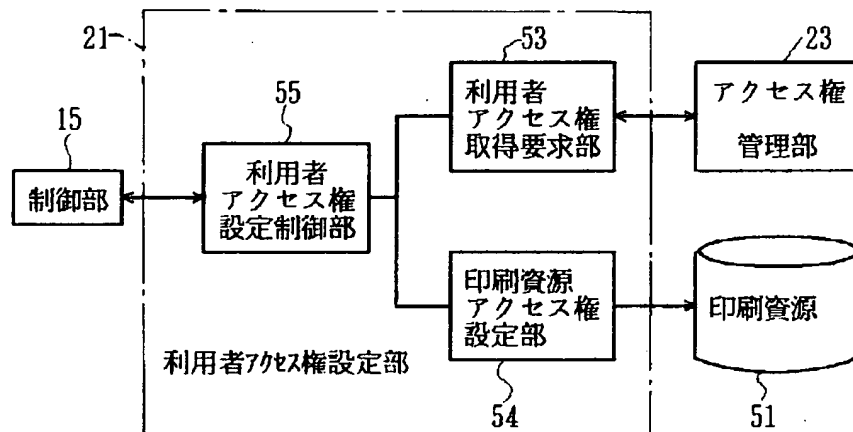 21
53
23
利用者
アクセス権
取得要求部
アクセス権
管理部
55
15
利用者
アクセス権
設定制御部
制御部
印刷資源
アクセス権
設定部
印刷資源
利用者アクセス権設定部
54
51